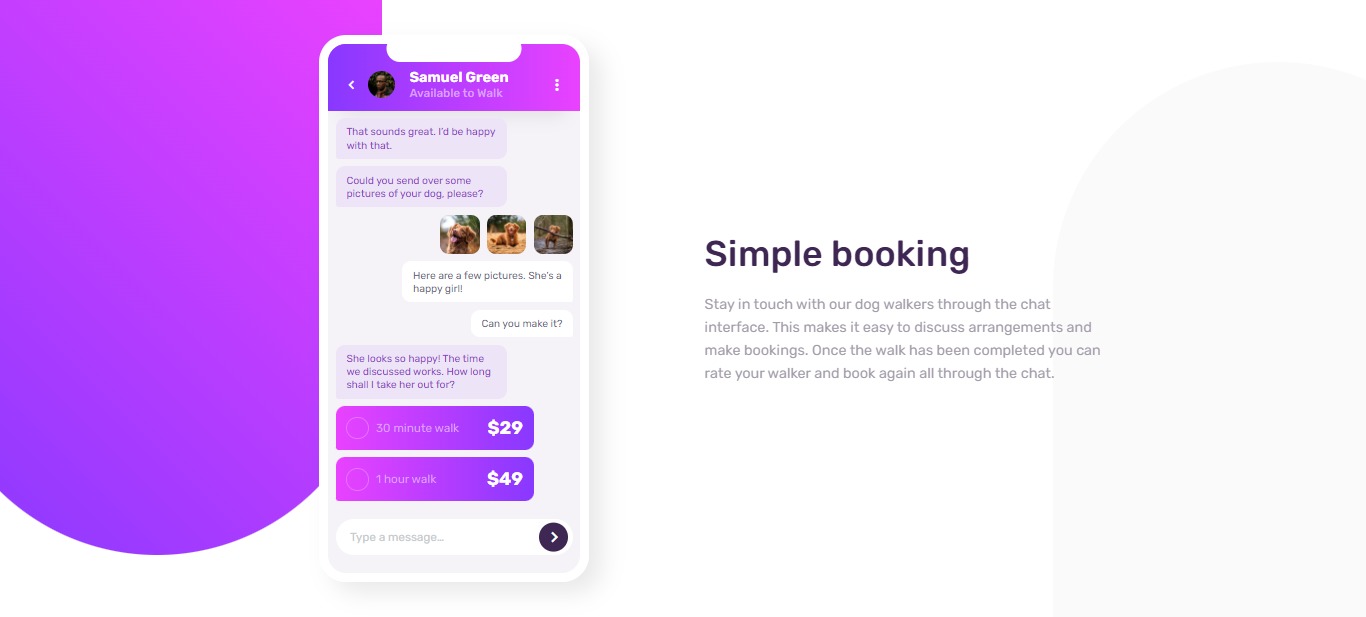 Samuel Green
Available to Walk
That sounds great. I’d be happy
with that.
Could you send over some
pictures of your dog, please?
Here are a few pictures. She’s a
happy girl!
Can you make it?
She looks so happy! The time
we discussed works. How long
shall I take her out for?
30 minute walk $29
1 hour walk $49
Type a message…
Simple booking
Stay in touch with our dog walkers through the chat
interface. This makes it easy to discuss arrangements and
make bookings. Once the walk has been completed you can
rate your walker and book again all through the chat.